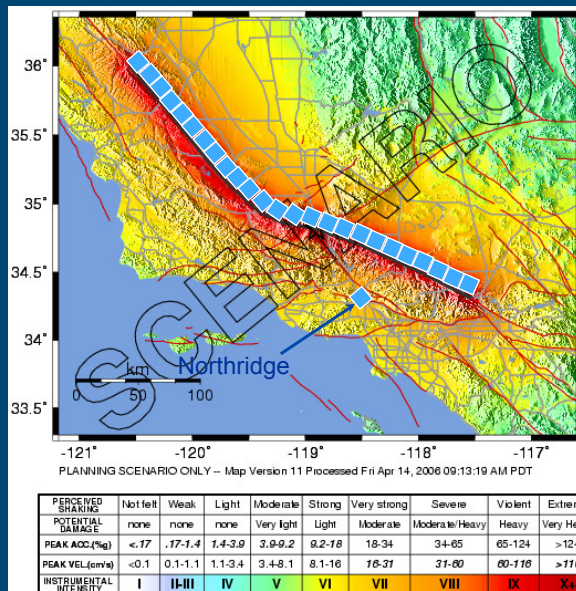 36°
35.5°
35°
34.5°
34°
33.5°
SCENARIO
Northridge
km
0 50 100
-121° -120° -119° -118° -117°
PLANNING SCENARIO ONLY -- Map Version 11 Processed Fri Apr 14, 2006 09:13:19 AM PDT
PERCEIVED SHAKING Not felt Weak Light Moderate Strong Very strong Severe Violent Extrem
POTENTIAL DAMAGE none none none Very light Light Moderate Moderate/Heavy Heavy Very He
PEAK ACC.(%g) <.17 .17-1.4 1.4-3.9 3.9-9.2 9.2-18 18-34 34-65 65-124 >124
PEAK VEL.(cm/s) <0.1 0.1-1.1 1.1-3.4 3.4-8.1 8.1-16 16-31 31-60 60-116 >116
INSTRUMENTAL INTENSITY I II-III IV V VI VII VIII IX X+